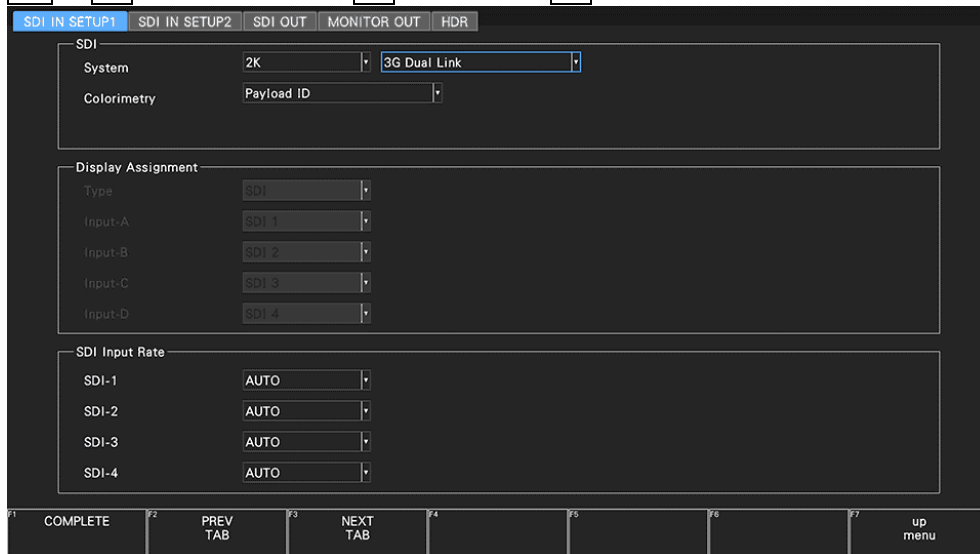 SDI IN SETUP1 SDI IN SETUP2 SDI OUT MONITOR OUT HDR
SDI
System 2K 3G Dual Link
Colorimetry Payload ID
Display Assignment
Type SDI
Input-A SDI 1
Input-B SDI 2
Input-C SDI 3
Input-D SDI 4
SDI Input Rate
SDI-1 AUTO
SDI-2 AUTO
SDI-3 AUTO
SDI-4 AUTO
F1 COMPLETE F2 PREV TAB F3 NEXT TAB F4 F5 F6 F7 up menu